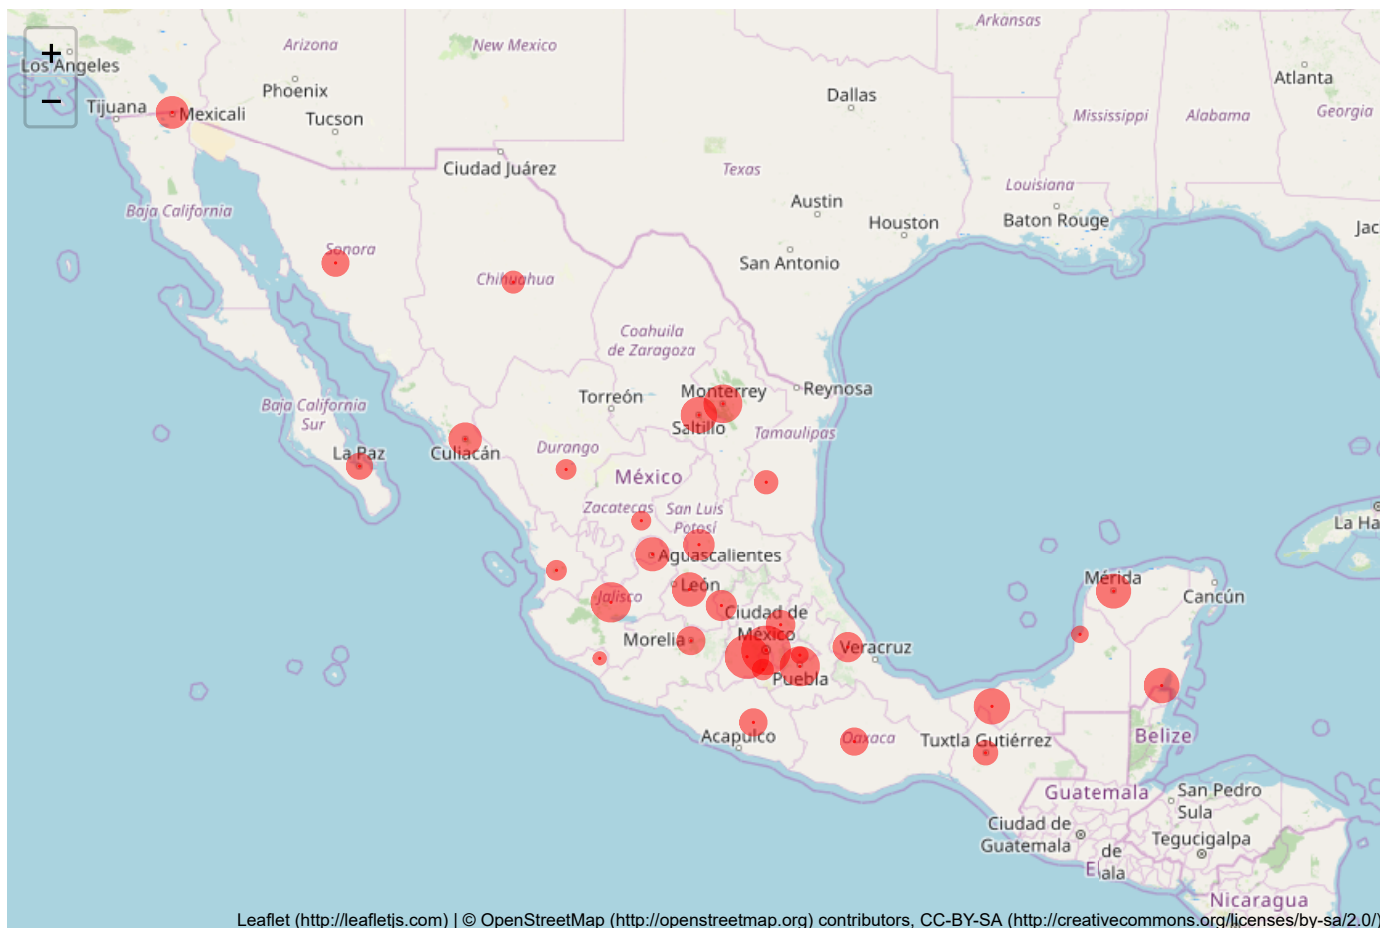 Arkansas
+
Arizona
New Mexico
Los Angeles
Atlanta
Phoenix
Dallas
Tijuana
Mexicali
Tucson
Mississippi
Alabama
Georgia
−
Ciudad Juárez
Texas
Louisiana
Baja California
Austin
Houston
Baton Rouge
Jac
Sonora
San Antonio
Chihuahua
Coahuila
de Zaragoza
Monterrey
Reynosa
Torreón
Baja California
Sur
Saltillo
Tamaulipas
La Paz
Culiacán
Durango
México
Zacatecas
San Luis
Potosí
La Ha
Aguascalientes
Mérida
León
Cancún
Jalisco
Ciudad de
México
Morelia
Veracruz
Puebla
Acapulco
Oaxaca
Tuxtla Gutiérrez
Belize
Guatemala
San Pedro
Sula
Ciudad de
Guatemala
Tegucigalpa
de
E
ala
Nicaragua
Leaflet (http://leafletjs.com) | © OpenStreetMap (http://openstreetmap.org) contributors, CC-BY-SA (http://creativecommons.org/licenses/by-sa/2.0/)